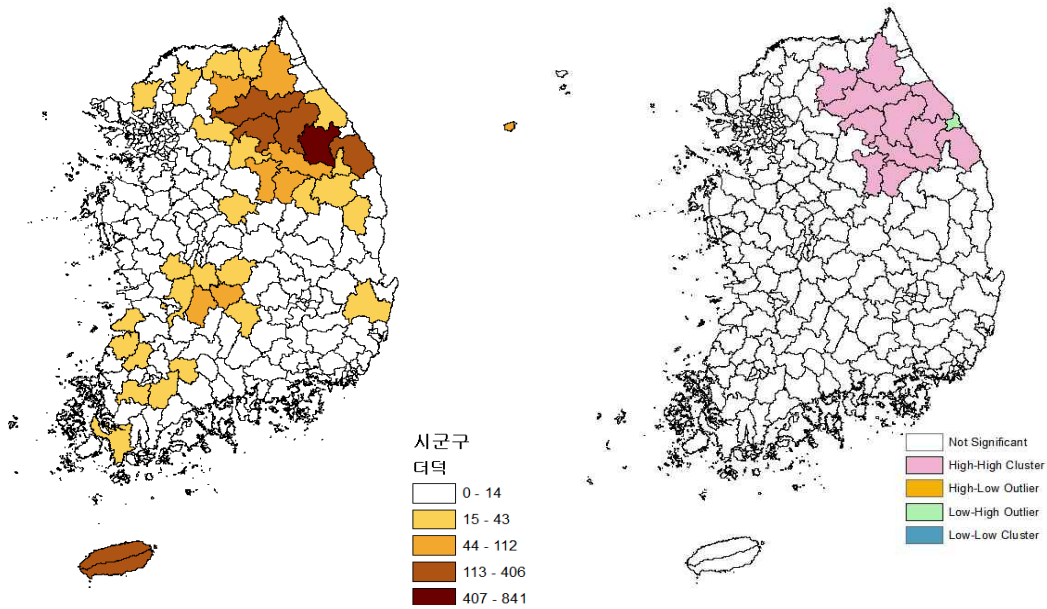 시군구
더덕
0 - 14
15 - 43
44 - 112
113 - 406
407 - 841
Not Significant
High-High Cluster
High-Low Outlier
Low-High Outlier
Low-Low Cluster